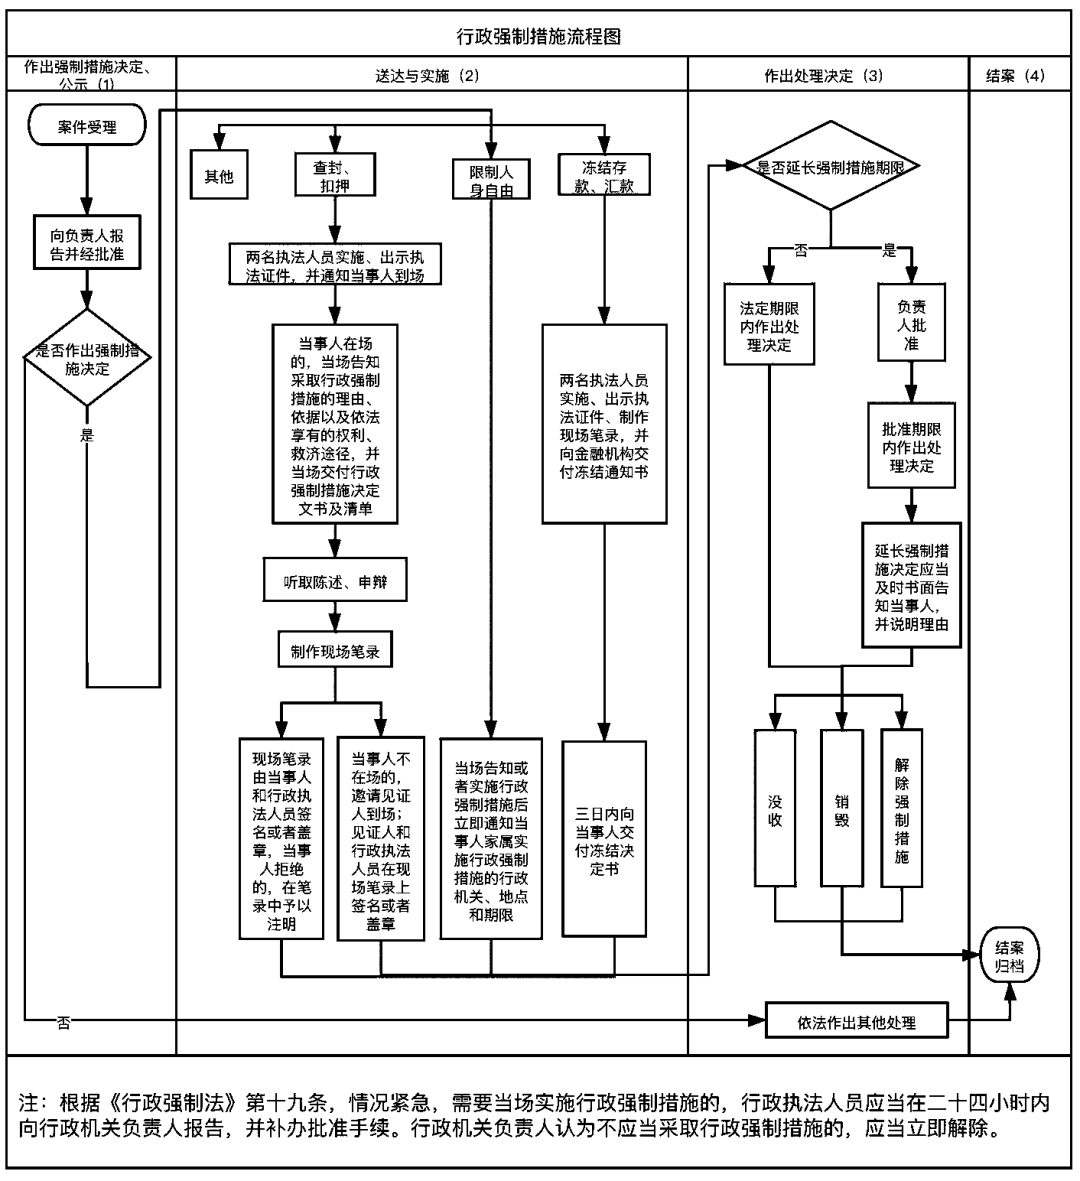 行政强制措施流程图
作出强制措施决定、
公示（1）
送达与实施（2）
作出处理决定（3）
结案（4）
案件受理
向负责人报
告并经批准
是否作出强制措
施决定
是
否
其他
查封、
扣押
限制人
身自由
冻结存
款、汇款
两名执法人员实施、出示执
法证件，并通知当事人到场
当事人在场
的，当场告知
采取行政强制
措施的理由、
依据以及依法
享有的权利、
救济途径，并
当场交付行政
强制措施决定
文书及清单
听取陈述、申辩
制作现场笔录
现场笔录
由当事人
和行政执
法人员签
名或者盖
章，当事
人拒绝
的，在笔
录中予以
注明
当事人不
在场的，
邀请见证
人到场；
见证人和
行政执法
人员在现
场笔录上
签名或者
盖章
当场告知或
者实施行政
强制措施后
立即通知当
事人家属实
施行政强制
措施的行政
机关、地点
和期限
两名执法人员
实施、出示执
法证件、制作
现场笔录，并
向金融机构交
付冻结通知书
三日内向
当事人交
付冻结决
定书
是否延长强制措施期限
否
是
法定期限
内作出处
理决定
负责
人批
准
批准期限
内作出处
理决定
延长强制措
施决定应当
及时书面告
知当事人，
并说明理由
没
收
销
毁
解
除
强
制
措
施
依法作出其他处理
结案
归档
注：根据《行政强制法》第十九条，情况紧急，需要当场实施行政强制措施的，行政执法人员应当在二十四小时内
向行政机关负责人报告，并补办批准手续。行政机关负责人认为不应当采取行政强制措施的，应当立即解除。